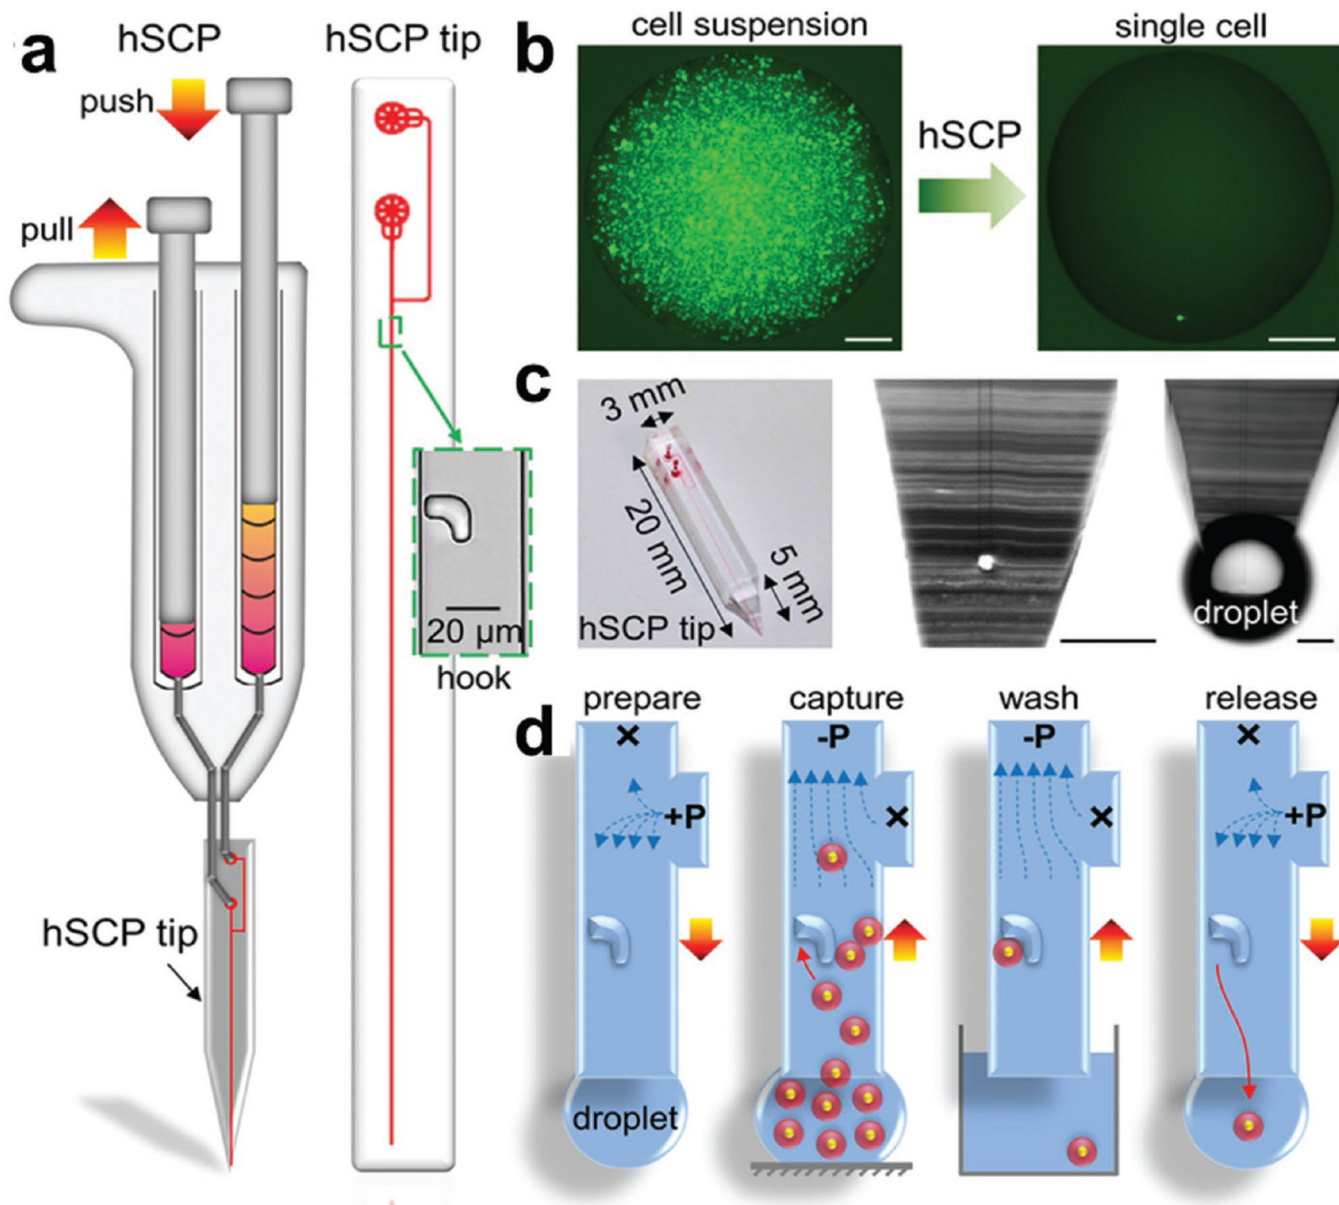 a
hSCP
push
pull
hSCP tip
hSCP tip
20 µm
hook
b
cell suspension
single cell
hSCP
c
3 mm
20 mm
5 mm
hSCP tip
droplet
d
prepare
capture
wash
release
×
-P
-P
×
+P
×
×
+P
droplet